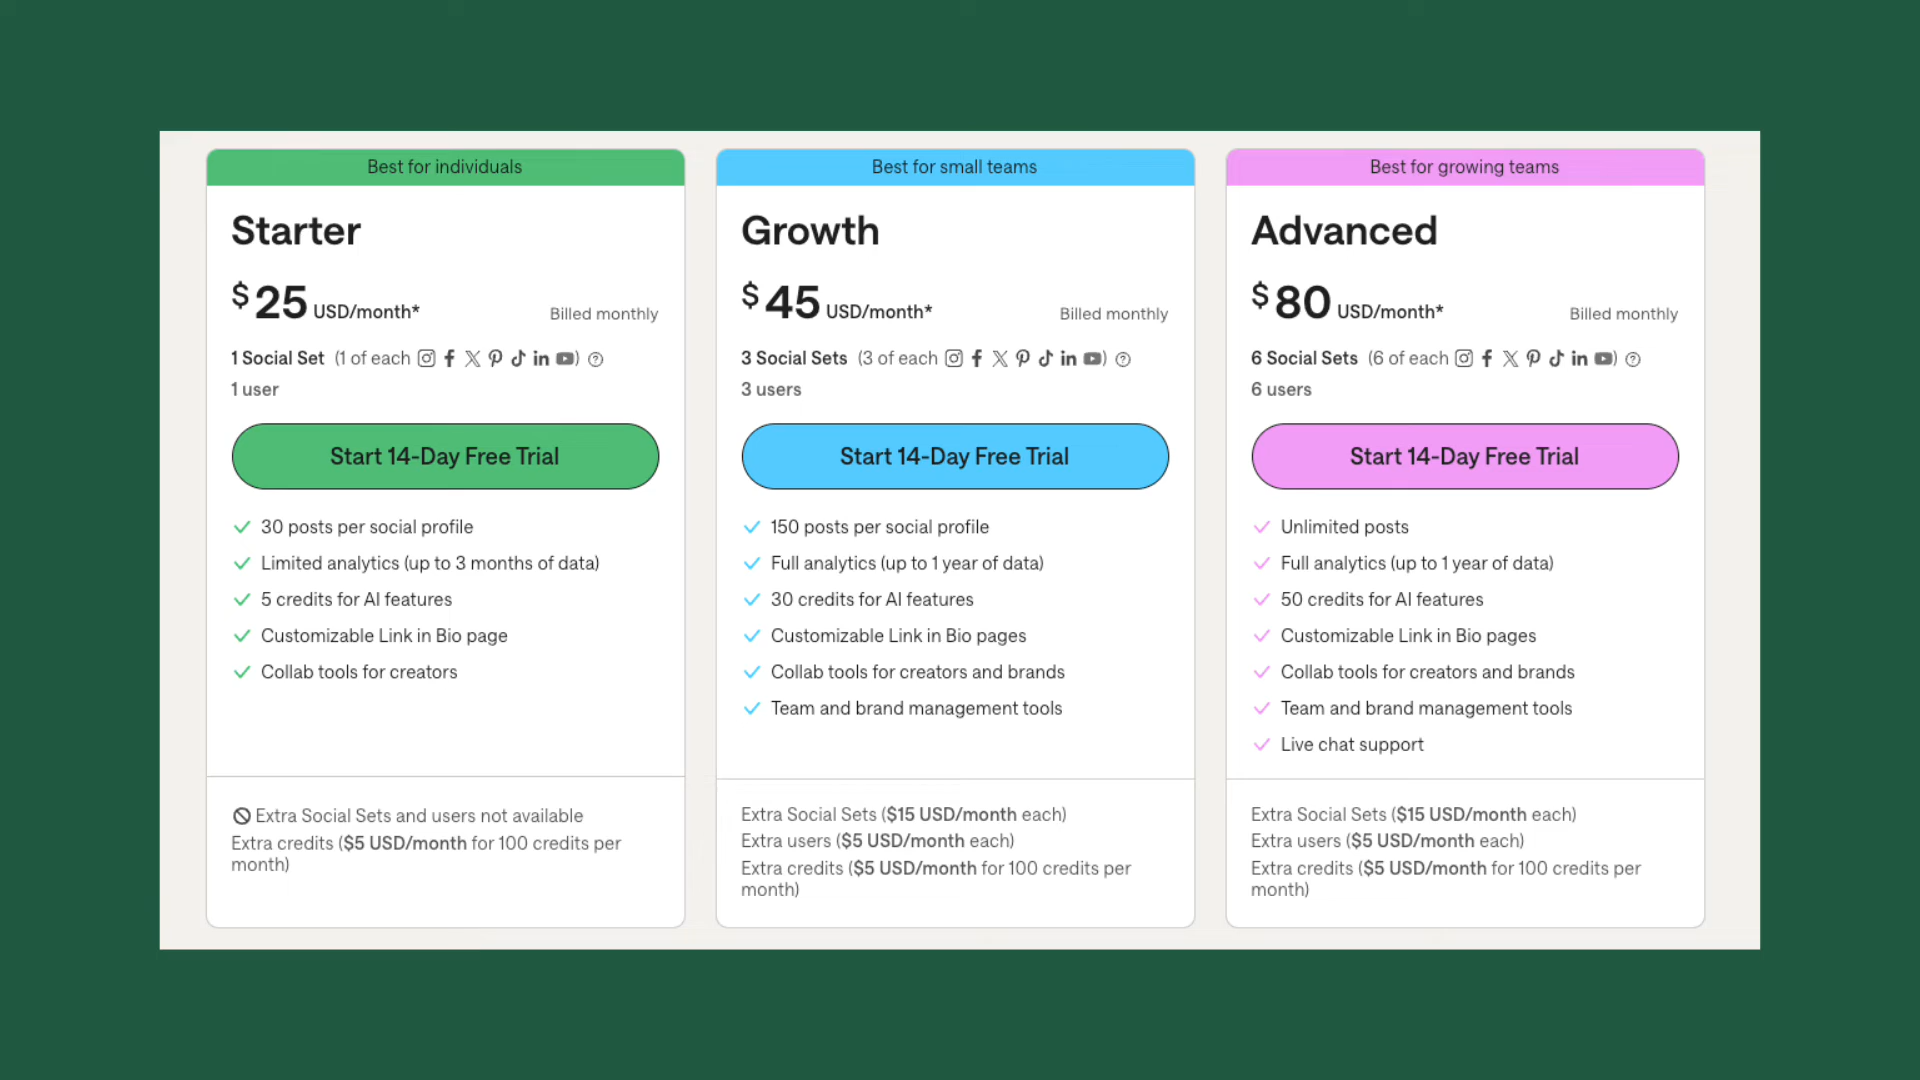 Best for individuals
Starter
$25 USD/month*
Billed monthly
1 Social Set (1 of each )
1 user
Start 14-Day Free Trial
30 posts per social profile
Limited analytics (up to 3 months of data)
5 credits for AI features
Customizable Link in Bio page
Collab tools for creators
Extra Social Sets and users not available
Extra credits ($5 USD/month for 100 credits per
month)
Best for small teams
Growth
$45 USD/month*
Billed monthly
3 Social Sets (3 of each )
3 users
Start 14-Day Free Trial
150 posts per social profile
Full analytics (up to 1 year of data)
30 credits for AI features
Customizable Link in Bio pages
Collab tools for creators and brands
Team and brand management tools
Extra Social Sets ($15 USD/month each)
Extra users ($5 USD/month each)
Extra credits ($5 USD/month for 100 credits per
month)
Best for growing teams
Advanced
$80 USD/month*
Billed monthly
6 Social Sets (6 of each )
6 users
Start 14-Day Free Trial
Unlimited posts
Full analytics (up to 1 year of data)
50 credits for AI features
Customizable Link in Bio pages
Collab tools for creators and brands
Team and brand management tools
Live chat support
Extra Social Sets ($15 USD/month each)
Extra users ($5 USD/month each)
Extra credits ($5 USD/month for 100 credits per
month)